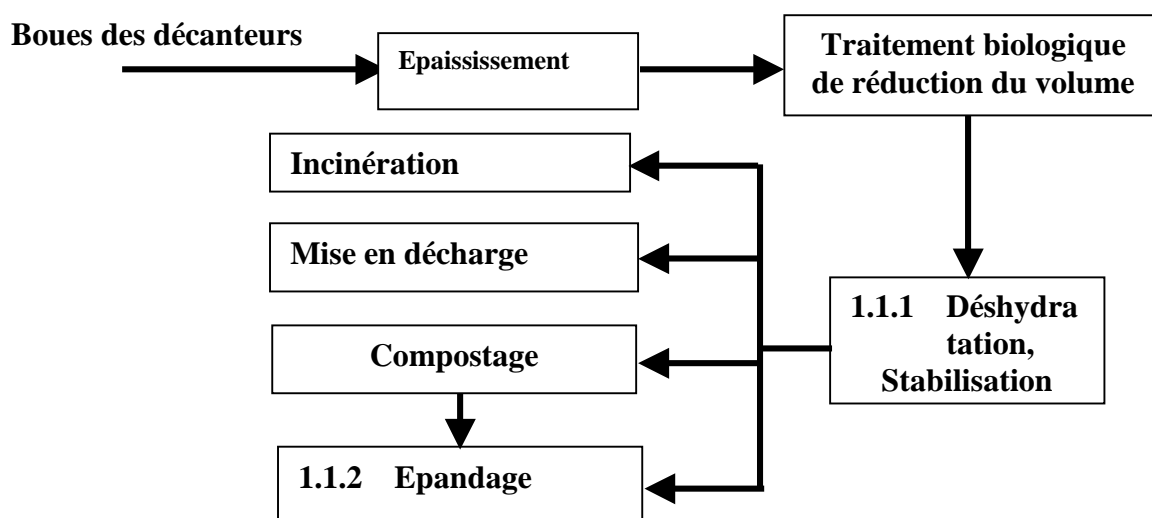 Boues des décanteurs
Epaississement
Traitement biologique
de réduction du volume
Incinération
Mise en décharge
1.1.1 Déshydra
tation,
Stabilisation
Compostage
1.1.2 Epandage